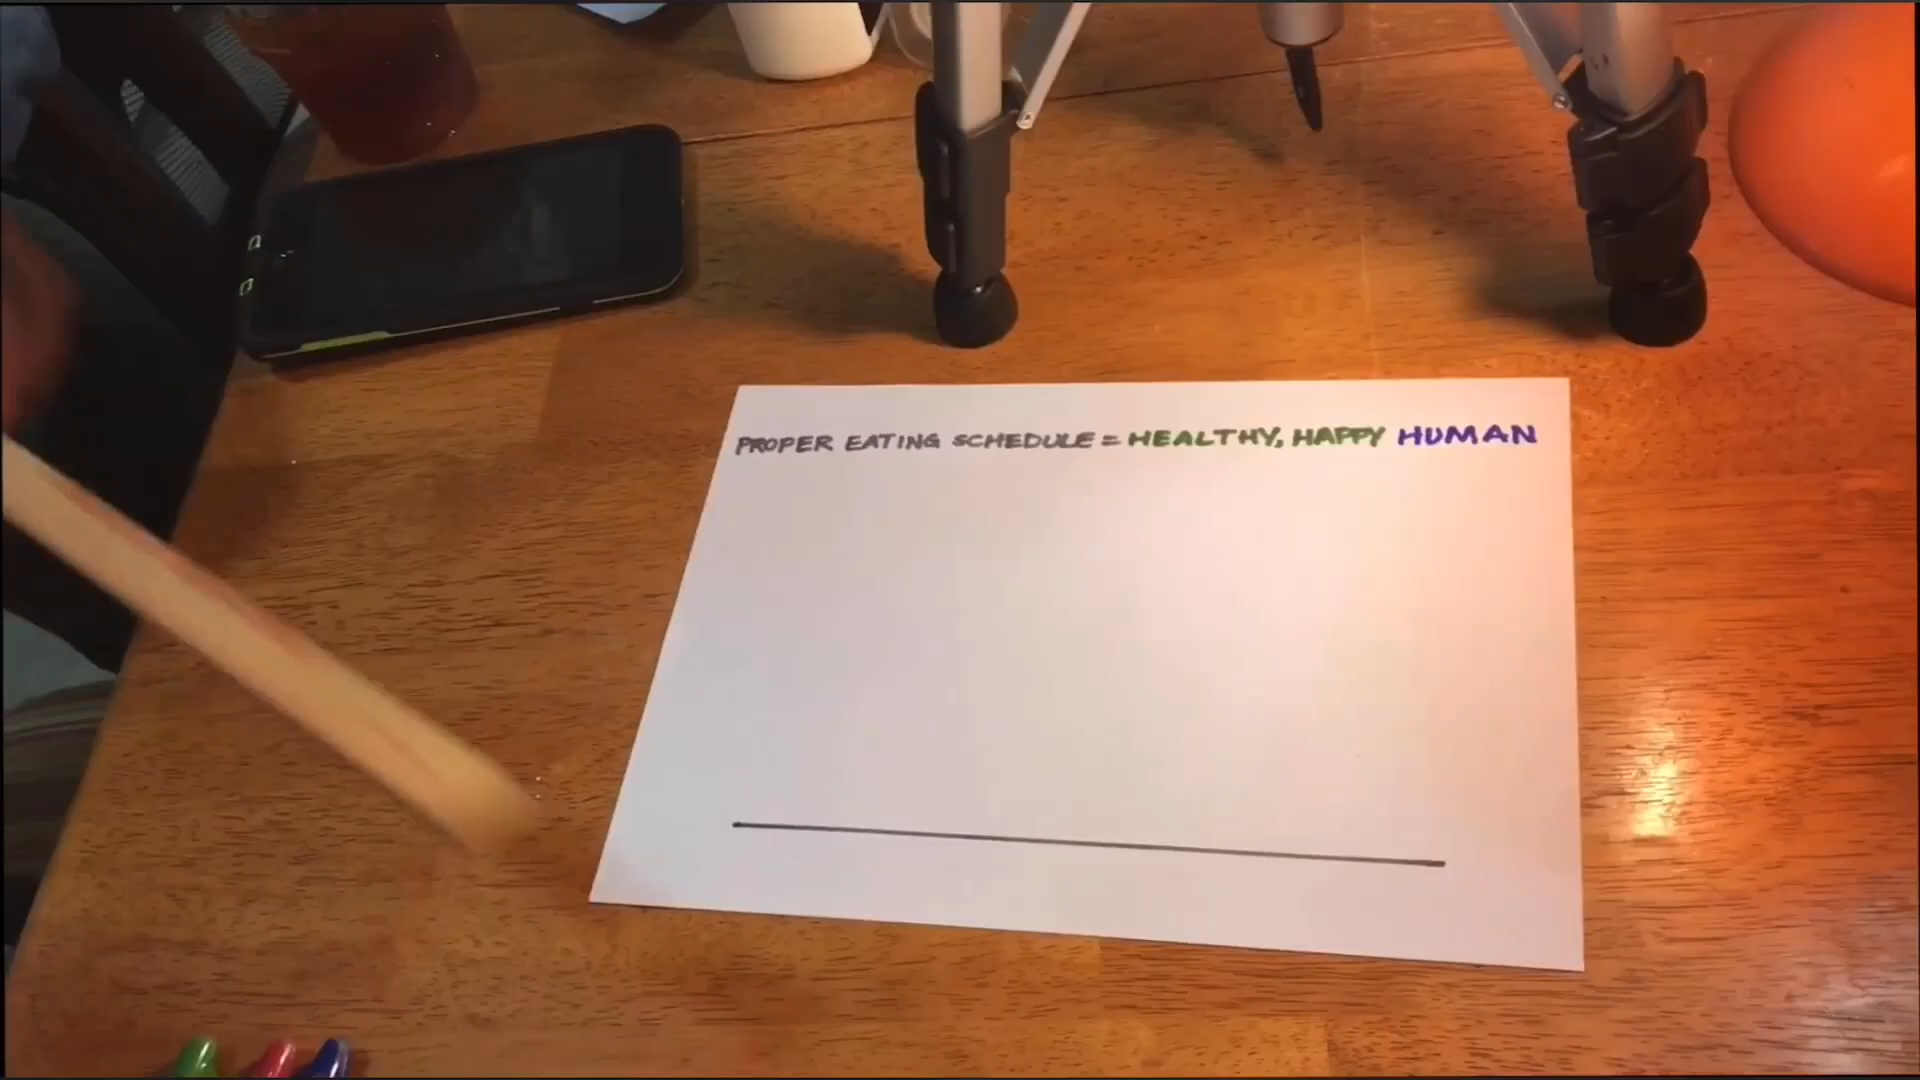 PROPER EATING SCHEDULE = HEALTHY, HAPPY HUMAN